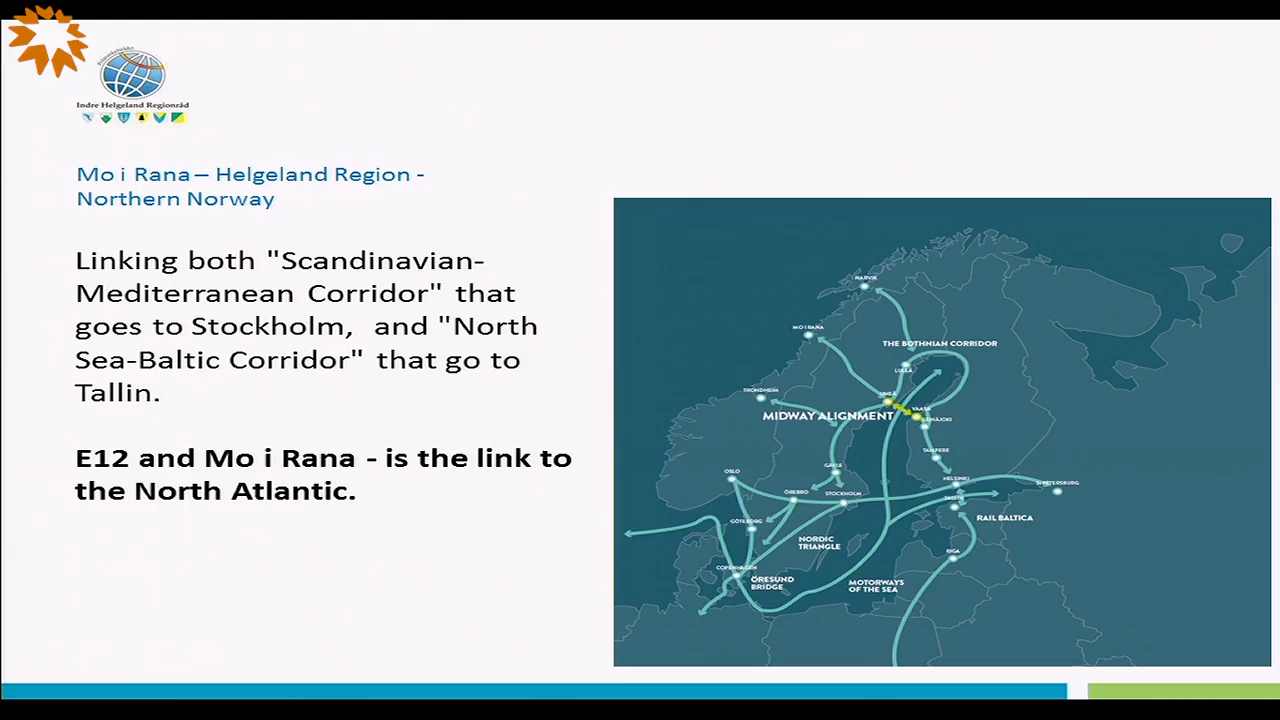 Indre Helgeland Regionråd
Mo i Rana – Helgeland Region -
Northern Norway
Linking both "Scandinavian-
Mediterranean Corridor" that
goes to Stockholm, and "North
Sea-Baltic Corridor" that go to
Tallin.
E12 and Mo i Rana - is the link to
the North Atlantic.
NARVIK
MO I RANA
THE BOTHNIAN CORRIDOR
LULEÅ
TRONDHEIM
UMEÅ
VAASA
MIDWAY ALIGNMENT
SEINÄJOKI
TAMPERE
GÄVLE
OSLO
HELSINKI
ST PETERSBURG
ÖREBRO
STOCKHOLM
TALLIN
RAIL BALTICA
GÖTEBORG
NORDIC
TRIANGLE
RIGA
COPENHAGEN
ÖRESUND
BRIDGE
MOTORWAYS
OF THE SEA